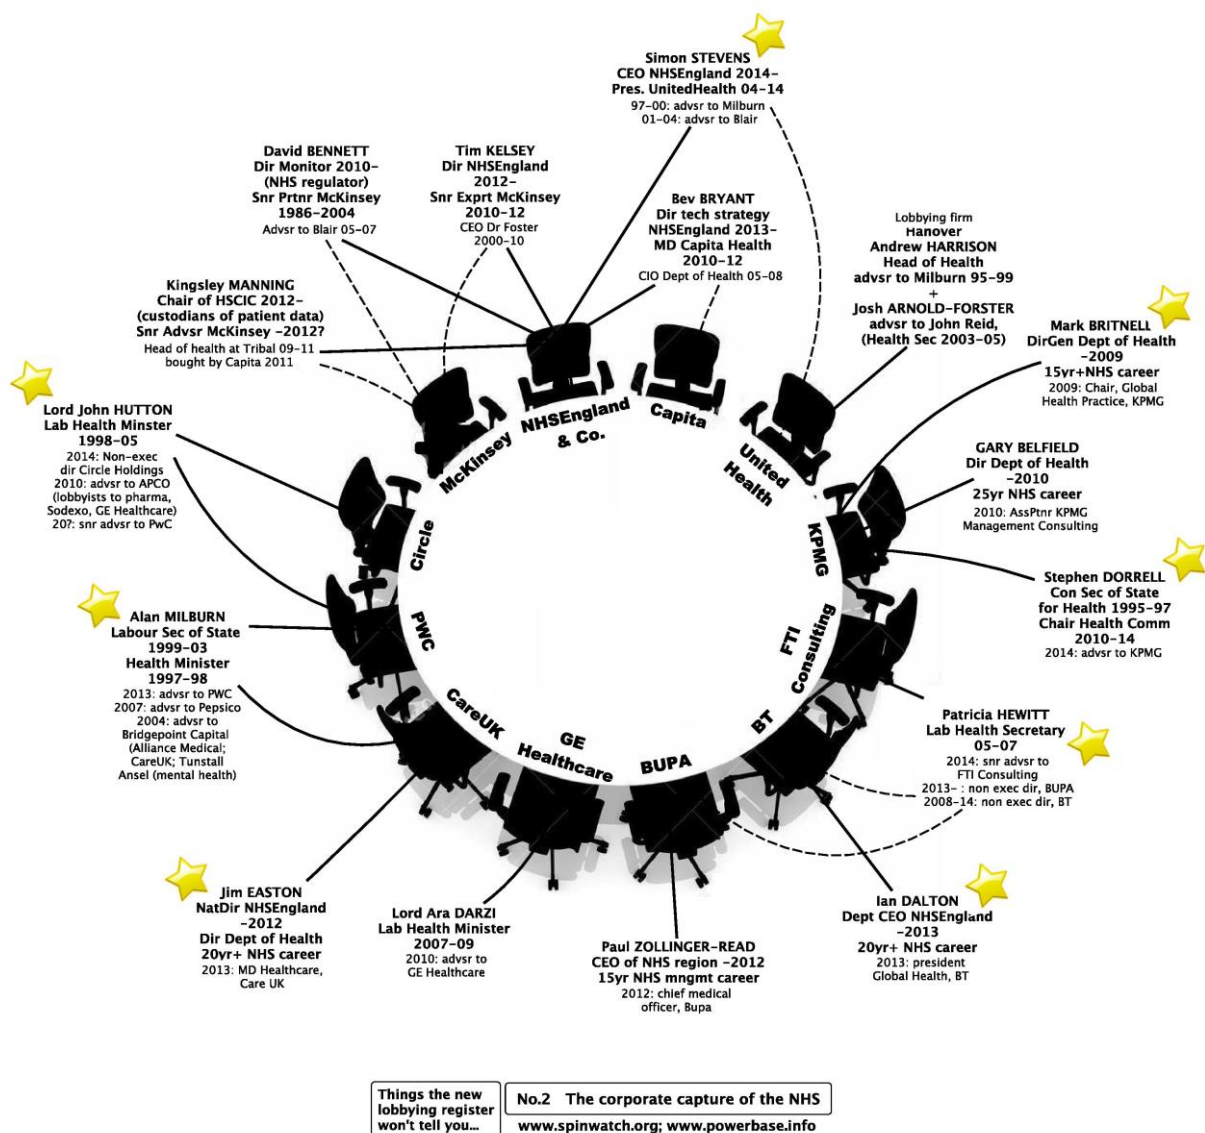 Simon STEVENS
CEO NHSEngland 2014-
Pres. UnitedHealth 04-14
97-00: advsr to Milburn
01-04: advsr to Blair
David BENNETT
Dir Monitor 2010-
(NHS regulator)
Snr Prtnr McKinsey
1986-2004
Advsr to Blair 05-07
Tim KELSEY
Dir NHSEngland
2012-
Snr Exprt McKinsey
2010-12
CEO Dr Foster
2000-10
Bev BRYANT
Dir tech strategy
NHSEngland 2013-
MD Capita Health
2010-12
CIO Dept of Health 05-08
Lobbying firm
Hanover
Andrew HARRISON
Head of Health
advsr to Milburn 95-99
+
Josh ARNOLD-FORSTER
advsr to John Reid,
(Health Sec 2003-05)
Kingsley MANNING
Chair of HSCIC 2012-
(custodians of patient data)
Snr Advsr McKinsey -2012?
Head of health at Tribal 09-11
bought by Capita 2011
Mark BRITNELL
DirGen Dept of Health
-2009
15yr+NHS career
2009: Chair, Global
Health Practice, KPMG
Lord John HUTTON
Lab Health Minster
1998-05
2014: Non-exec
dir Circle Holdings
2010: advsr to APCO
(lobbyists to pharma,
Sodexo, GE Healthcare)
20?: snr advsr to PwC
GARY BELFIELD
Dir Dept of Health
-2010
25yr NHS career
2010: AssPtnr KPMG
Management Consulting
McKinsey
NHSEngland
& Co.
Capita
United
Health
Circle
KPMG
PWC
FTI
Consulting
CareUK
GE
Healthcare
BUPA
BT
Stephen DORRELL
Con Sec of State
for Health 1995-97
Chair Health Comm
2010-14
2014: advsr to KPMG
Alan MILBURN
Labour Sec of State
1999-03
Health Minister
1997-98
2013: advsr to PWC
2007: advsr to Pepsico
2004: advsr to
Bridgepoint Capital
(Alliance Medical;
CareUK; Tunstall
Ansel (mental health)
Patricia HEWITT
Lab Health Secretary
05-07
2014: snr advsr to
FTI Consulting
2013- : non exec dir, BUPA
2008-14: non exec dir, BT
Jim EASTON
NatDir NHSEngland
-2012
Dir Dept of Health
20yr+ NHS career
2013: MD Healthcare,
Care UK
Lord Ara DARZI
Lab Health Minister
2007-09
2010: advsr to
GE Healthcare
Paul ZOLLINGER-READ
CEO of NHS region -2012
15yr NHS mngmt career
2012: chief medical
officer, Bupa
Ian DALTON
Dept CEO NHSEngland
-2013
20yr+ NHS career
2013: president
Global Health, BT
Things the new
lobbying register
won't tell you...
No.2 The corporate capture of the NHS
www.spinwatch.org; www.powerbase.info